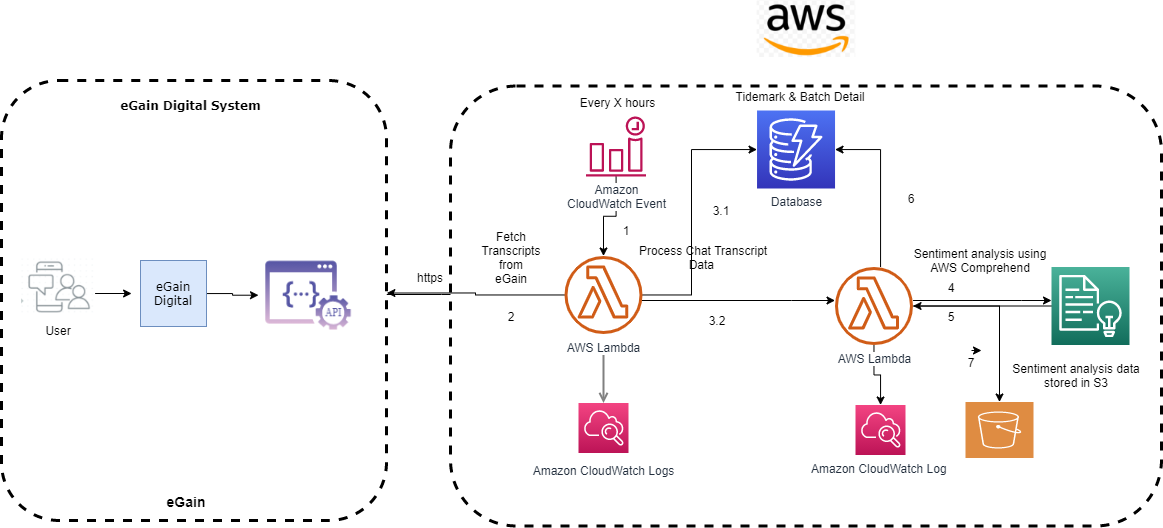 aws
eGain Digital System
User
eGain
Digital
{...}
API
eGain
https
Every X hours
Amazon
CloudWatch Event
1
Fetch
Transcripts
from
eGain
2
AWS Lambda
Amazon CloudWatch Logs
Tidemark & Batch Detail
Database
3.1
Process Chat Transcript
Data
3.2
6
AWS Lambda
Amazon CloudWatch Log
Sentiment analysis using
AWS Comprehend
4
5
7
Sentiment analysis data
stored in S3